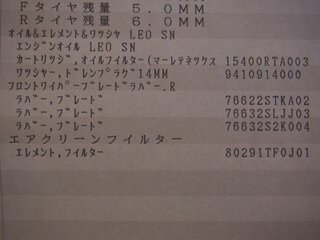 Fタイヤ残量 5.0MM
Rタイヤ残量 6.0MM
ｵｲﾙ&ｴﾚﾒﾝﾄ&ﾜｯｼﾔ LEO SN
ｴﾝｼﾞﾝｵｲﾙ LEO SN
ｶｰﾄﾘﾂｼﾞ,ｵｲﾙﾌｲﾙﾀｰ(ﾏｰﾚﾃﾈｯｸｽ 15400RTA003
ﾜﾂｼﾔｰ,ﾄﾞﾚﾝﾌﾟﾗｸﾞ14MM 9410914000
ﾌﾛﾝﾄﾜｲﾊﾟｰﾌﾞﾚｰﾄﾞﾗﾊﾞｰ.R
ﾗﾊﾞｰ,ﾌﾞﾚｰﾄﾞ 76622STKA02
ﾗﾊﾞｰ,ﾌﾞﾚｰﾄﾞ 76632SLJJ03
ﾗﾊﾞｰ,ﾌﾞﾚｰﾄﾞ 76632S2K004
エアクリーンフイルター
ｴﾚﾒﾝﾄ,ﾌｲﾙﾀｰ 80291TF0J01